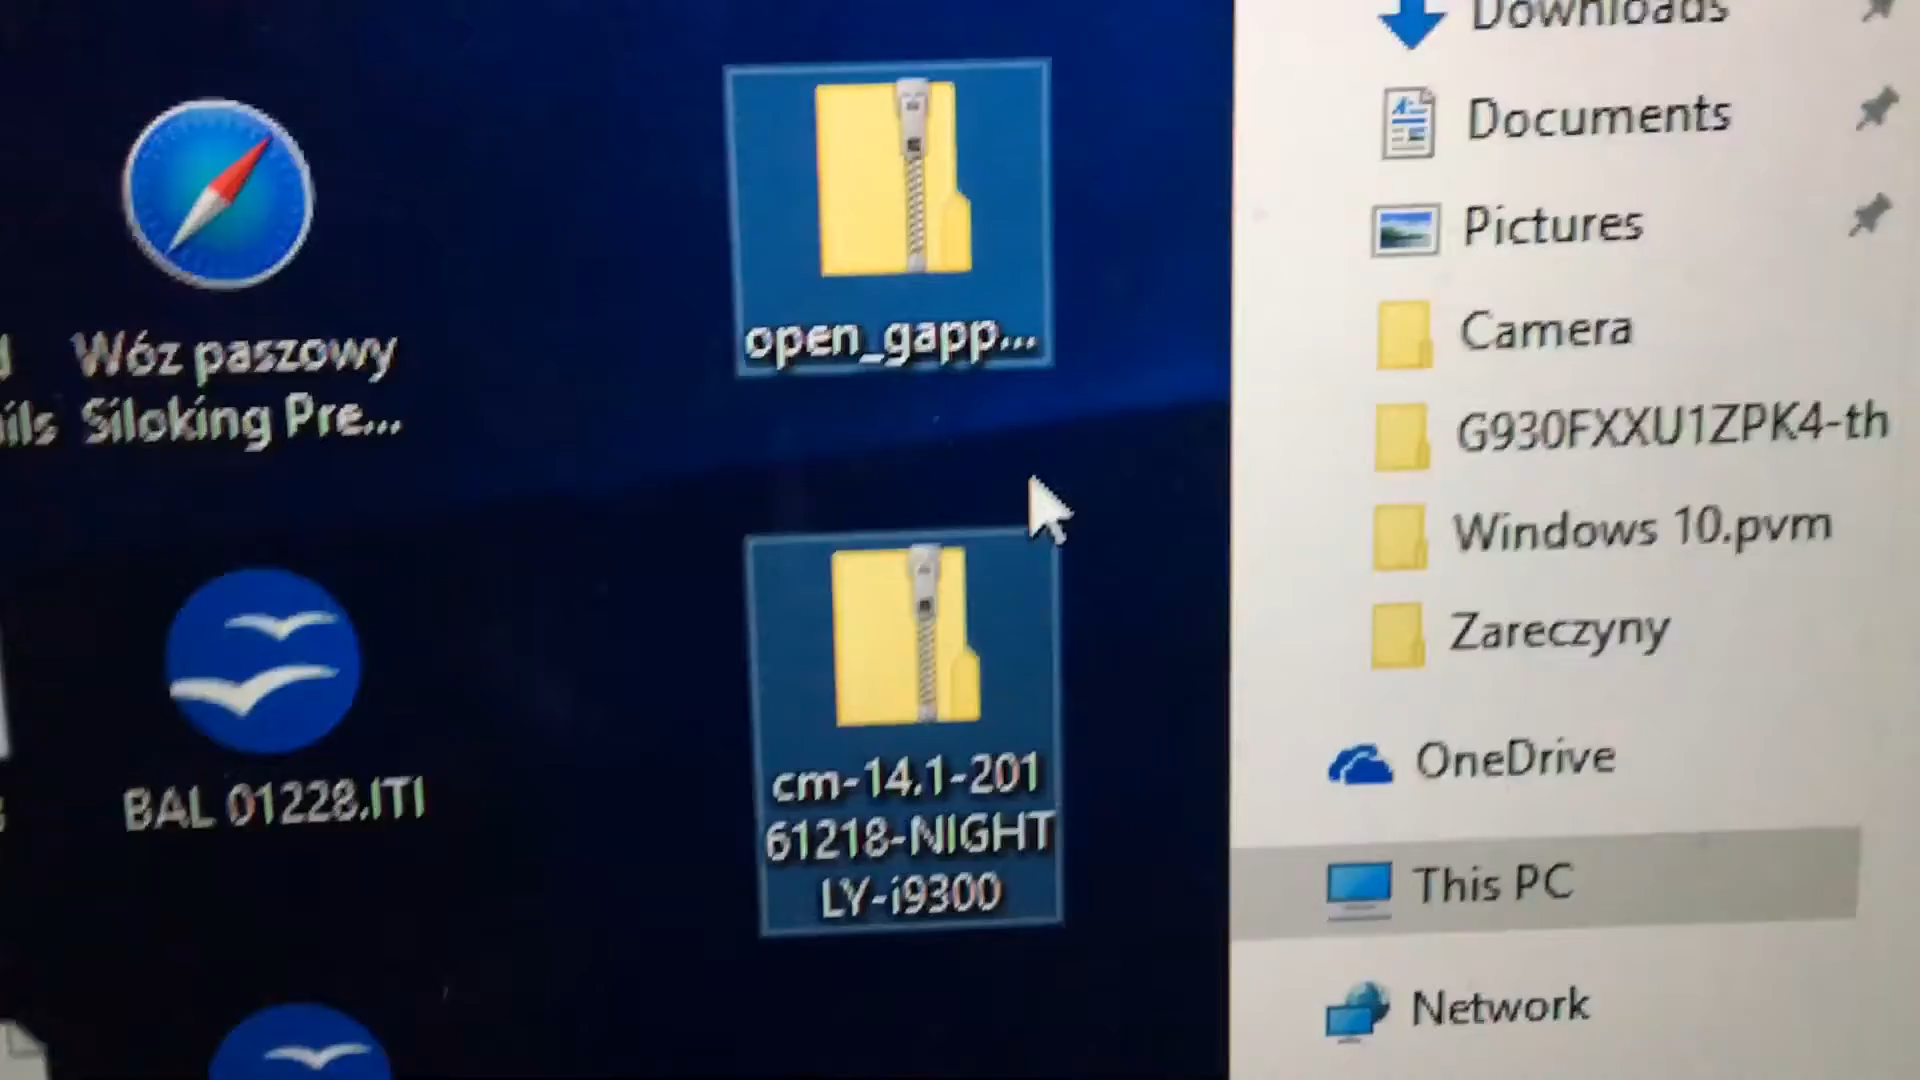 Wóz paszowy
ils Siloking Pre...
BAL 01228.ITI
open_gapp...
cm-14.1-201
61218-NIGHT
LY-i9300
Downloads
Documents
Pictures
Camera
G930FXXU1ZPK4-th
Windows 10.pvm
Zareczyny
OneDrive
This PC
Network